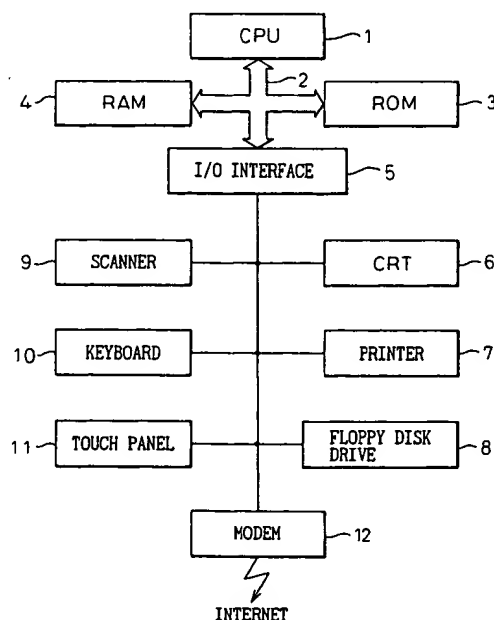 CPU 1
2
4 RAM
ROM 3
I/O INTERFACE 5
9 SCANNER
CRT 6
10 KEYBOARD
PRINTER 7
11 TOUCH PANEL
FLOPPY DISK
DRIVE 8
MODEM 12
INTERNET